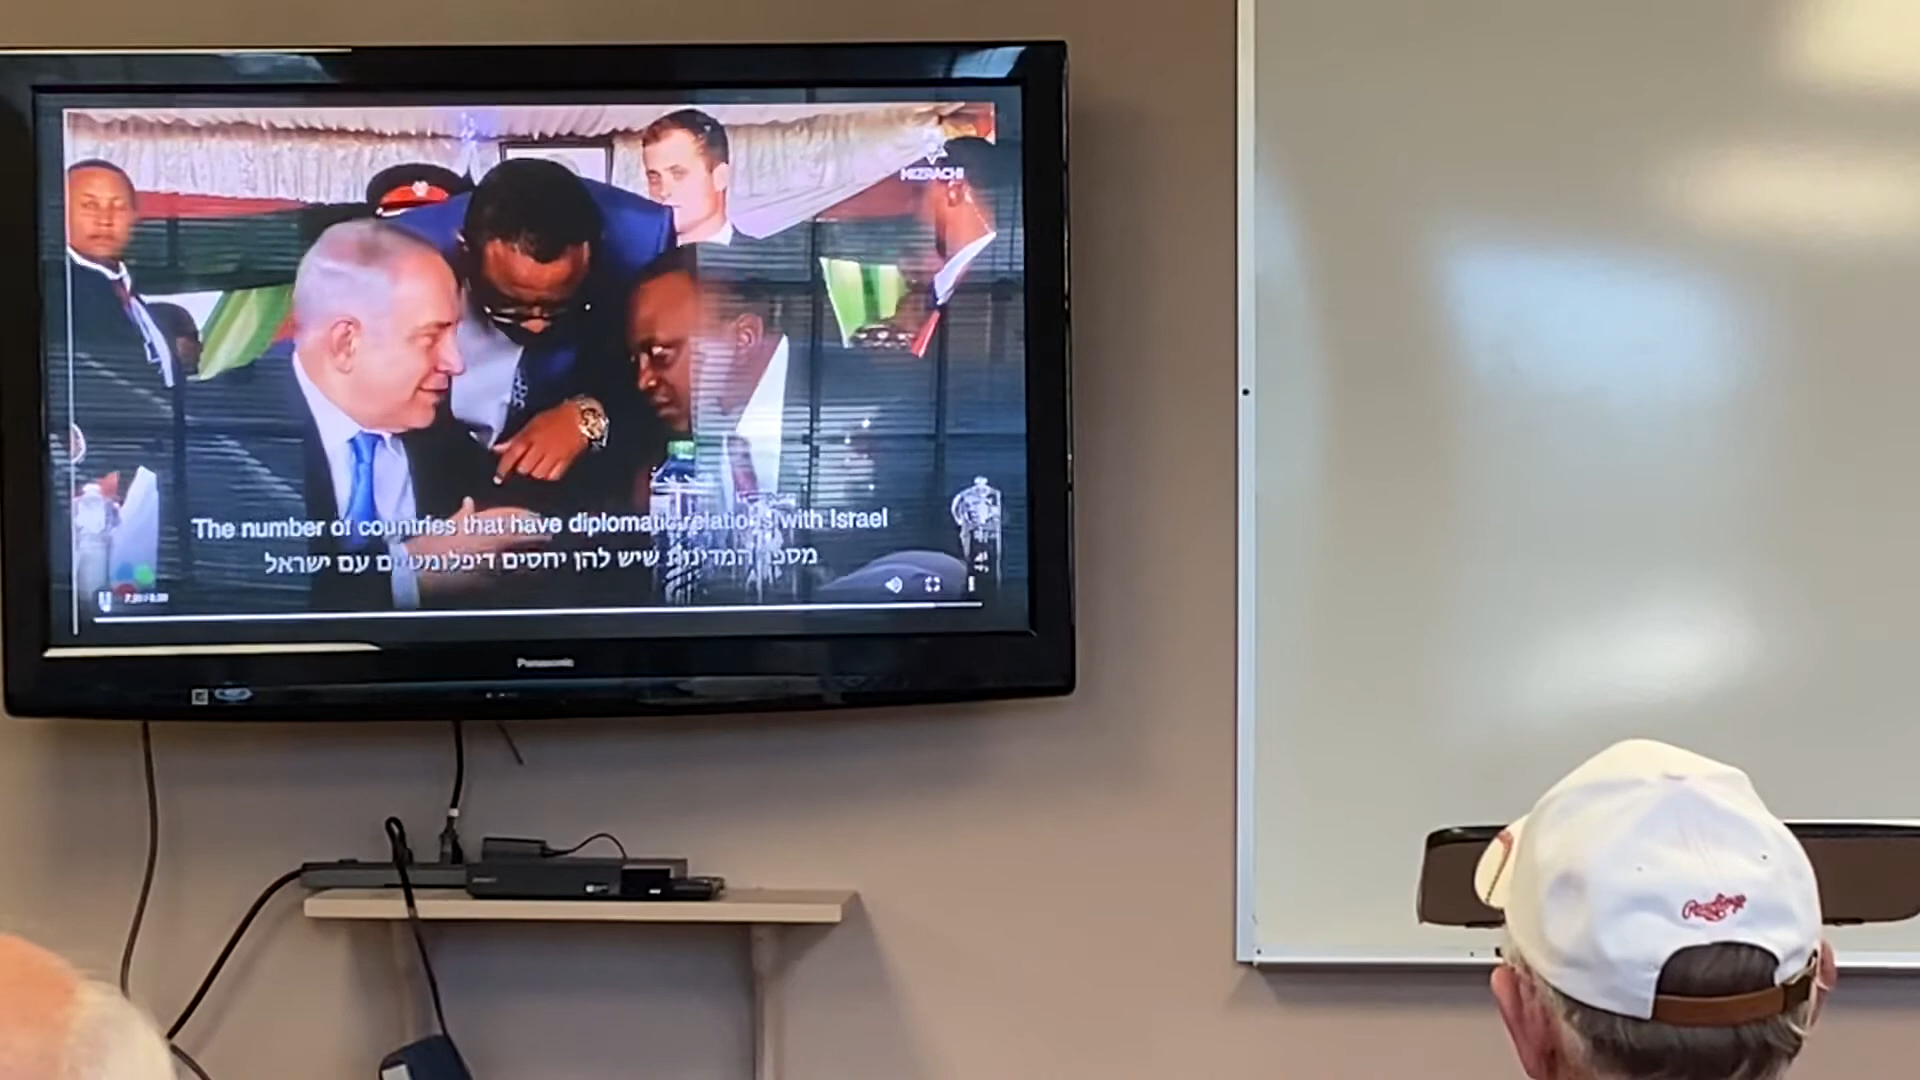 MIZRACHI
The number of countries that have diplomatic relations with Israel
מספר המדינות שיש להן יחסים דיפלומטיים עם ישראל
Panasonic
Rawlings